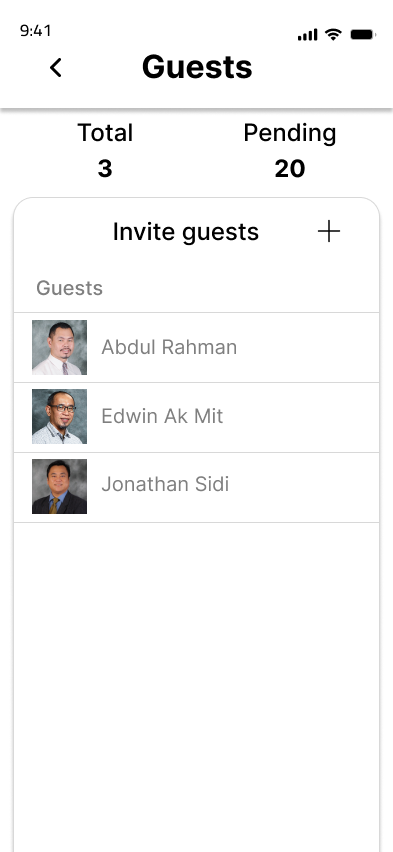 9:41
Guests
Total Pending
3 20
Invite guests
Guests
Abdul Rahman
Edwin Ak Mit
Jonathan Sidi